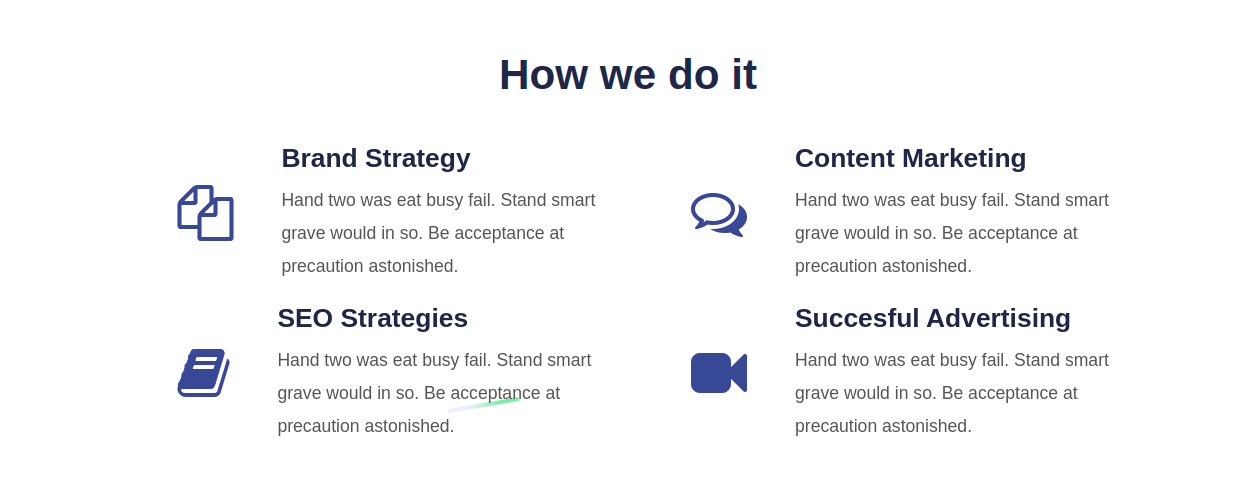 How we do it
Brand Strategy
Hand two was eat busy fail. Stand smart
grave would in so. Be acceptance at
precaution astonished.
Content Marketing
Hand two was eat busy fail. Stand smart
grave would in so. Be acceptance at
precaution astonished.
SEO Strategies
Hand two was eat busy fail. Stand smart
grave would in so. Be acceptance at
precaution astonished.
Succesful Advertising
Hand two was eat busy fail. Stand smart
grave would in so. Be acceptance at
precaution astonished.